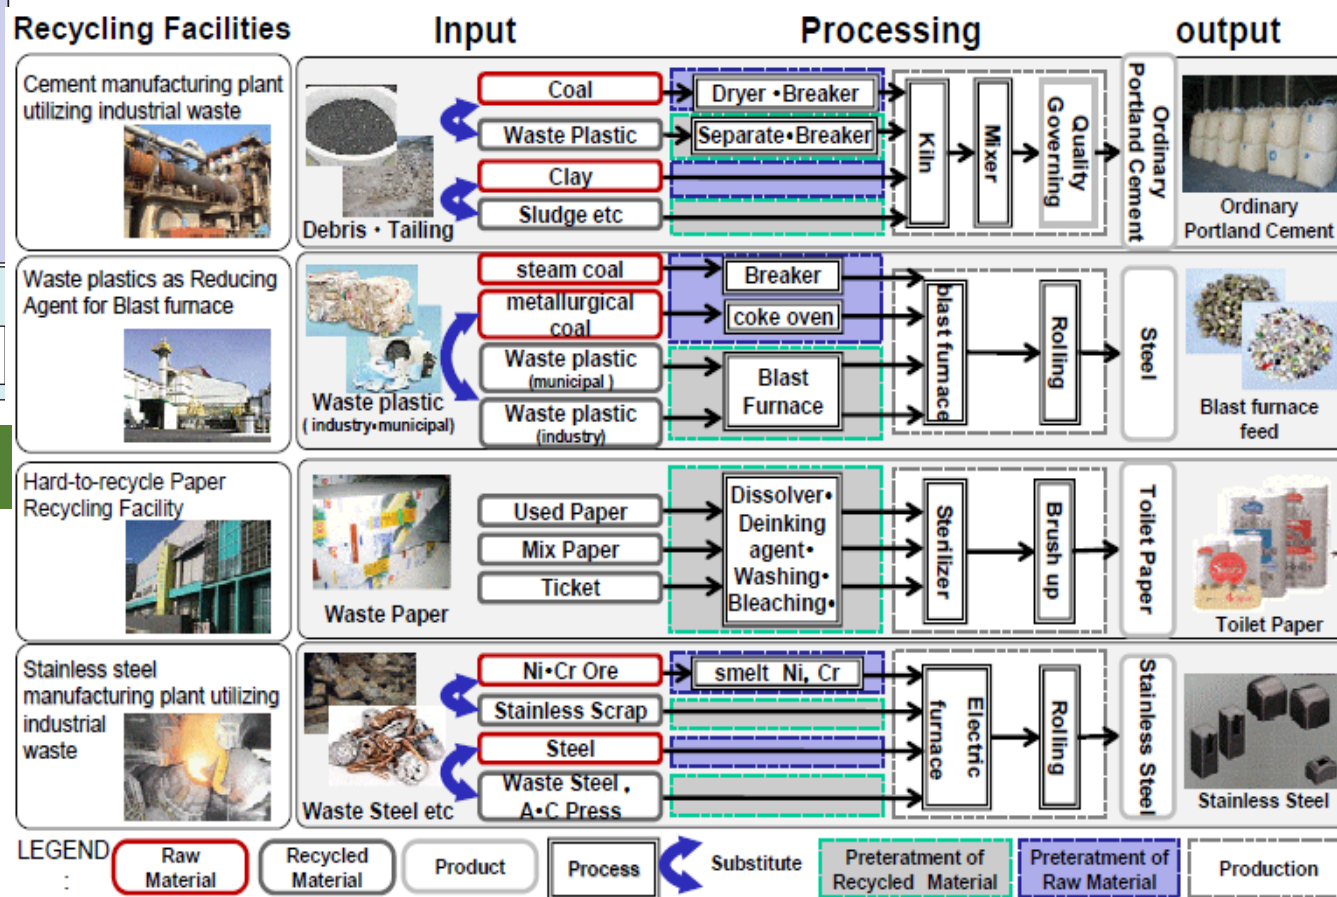 Recycling Facilities
Input
Processing
output
Cement manufacturing plant
utilizing industrial waste
Debris・Tailing
Coal
Waste Plastic
Clay
Sludge etc
Dryer・Breaker
Separate・Breaker
Kiln
Mixer
Quality
Governing
Ordinary
Portland Cement
Ordinary
Portland Cement
Waste plastics as Reducing
Agent for Blast furnace
Waste plastic
( industry・municipal)
steam coal
metallurgical
coal
Waste plastic
(municipal )
Waste plastic
(industry)
Breaker
coke oven
Blast
Furnace
blast furnace
Rolling
Steel
Blast furnace
feed
Hard-to-recycle Paper
Recycling Facility
Waste Paper
Used Paper
Mix Paper
Ticket
Dissolver・
Deinking
agent・
Washing・
Bleaching・
Sterilizer
Brush up
Toilet Paper
Toilet Paper
Stainless steel
manufacturing plant utilizing
industrial
waste
Waste Steel etc
Ni・Cr Ore
Stainless Scrap
Steel
Waste Steel ,
A・C Press
smelt Ni, Cr
Electric
furnace
Rolling
Stainless Steel
Stainless Steel
LEGEND
:
Raw
Material
Recycled
Material
Product
Process
Substitute
Preteratment of
Recycled Material
Preteratment of
Raw Material
Production